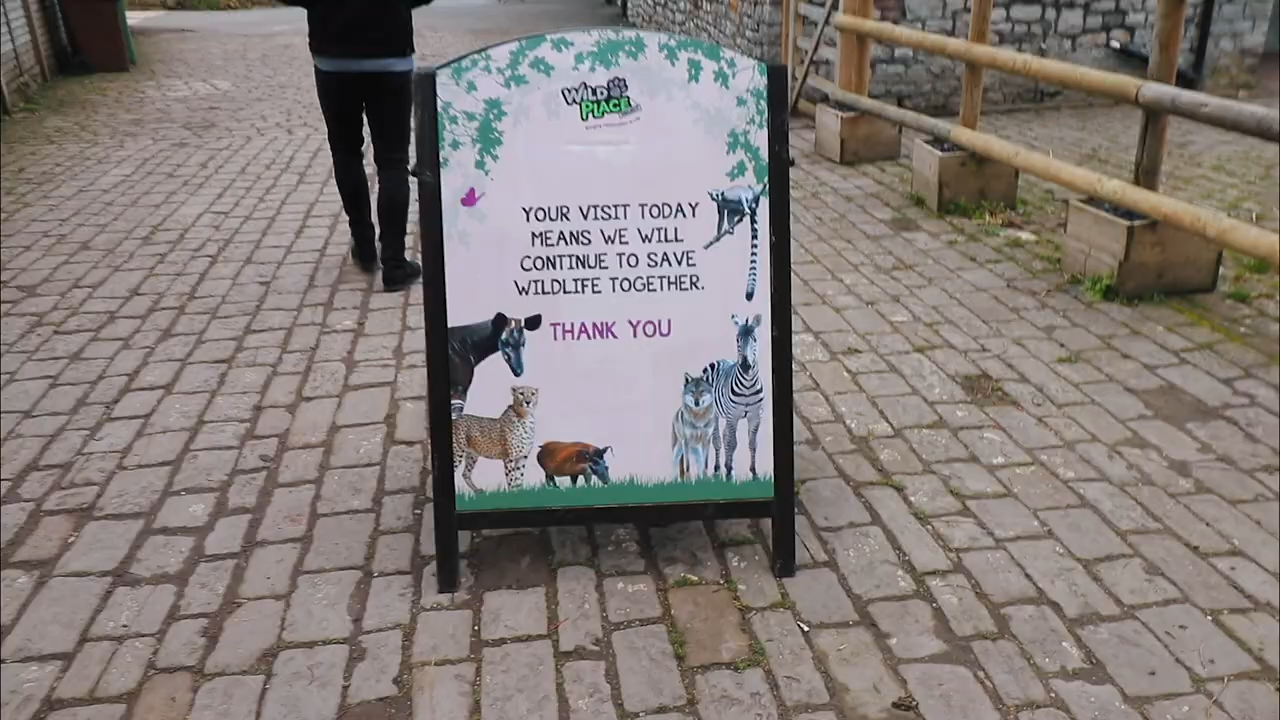 WILD
PLACE
YOUR VISIT TODAY
MEANS WE WILL
CONTINUE TO SAVE
WILDLIFE TOGETHER.
THANK YOU